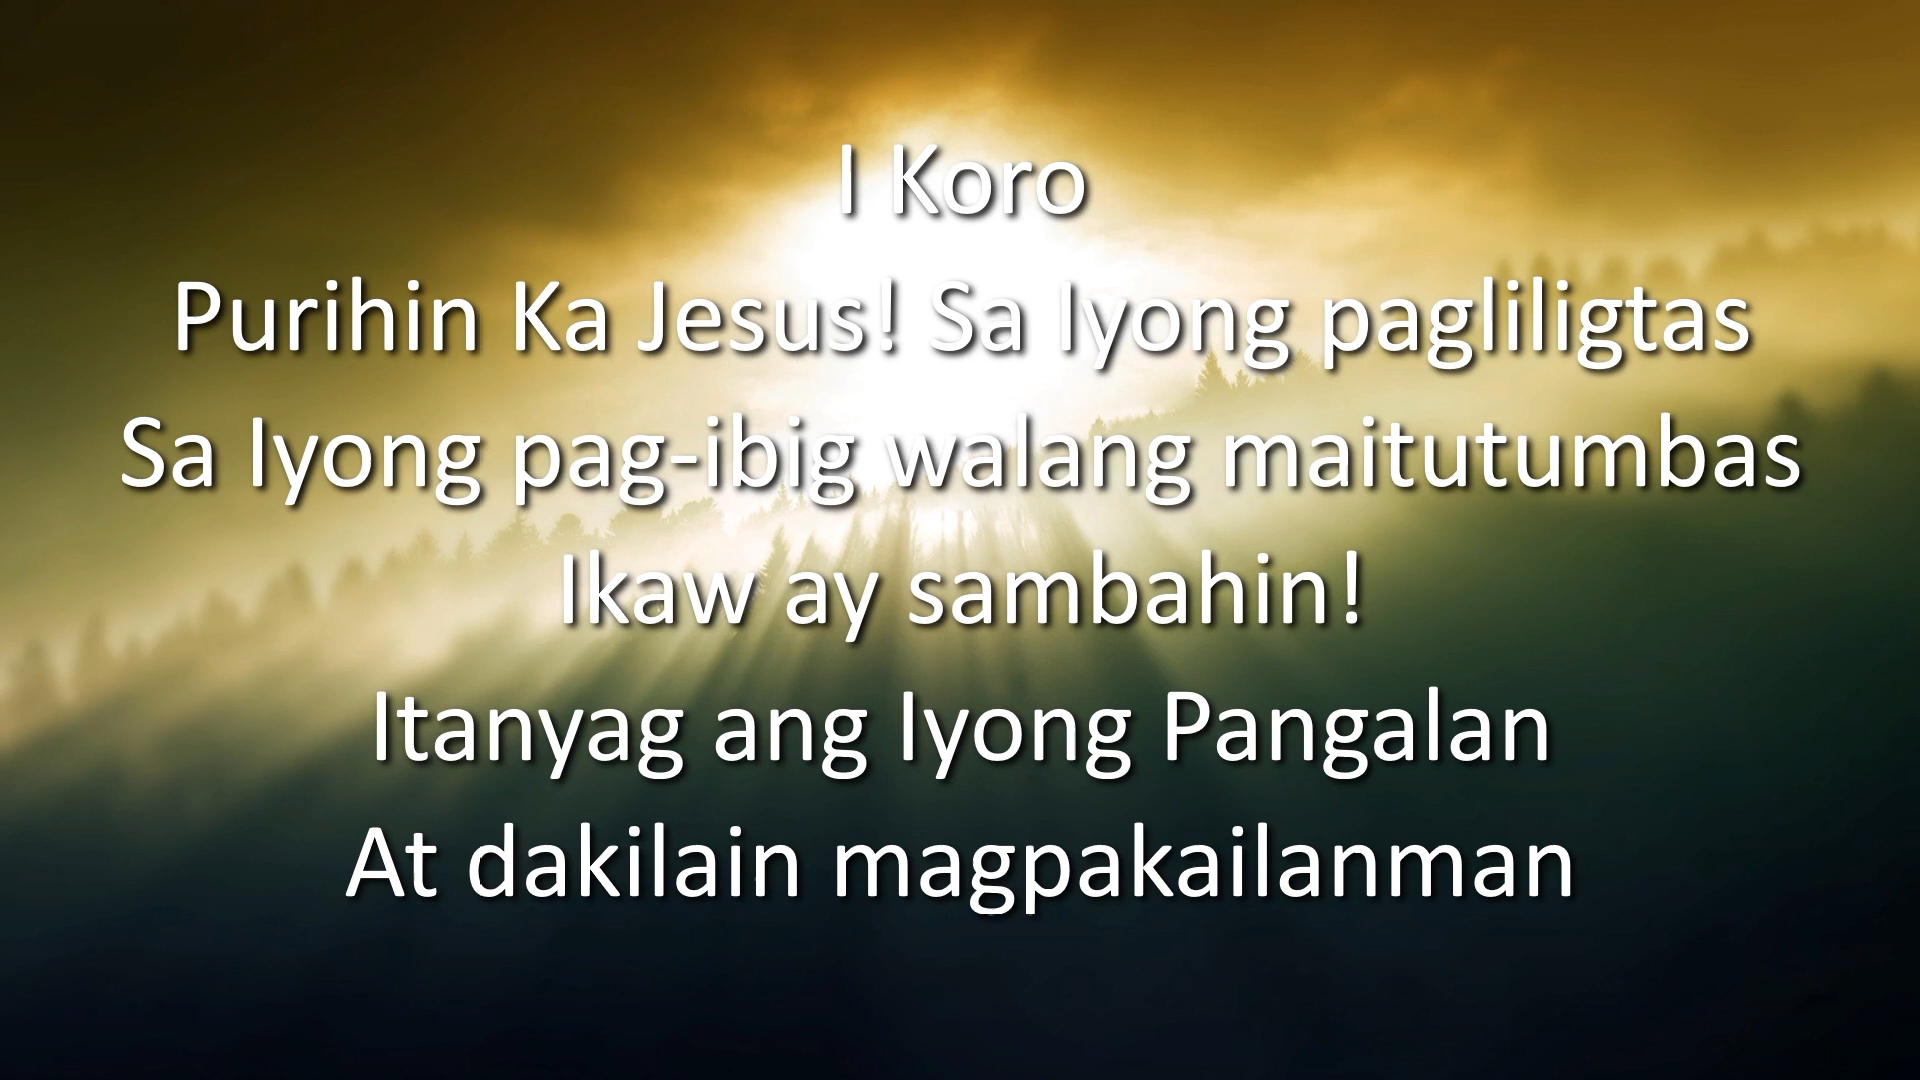 I Koro
Purihin Ka Jesus! Sa Iyong pagliligtas
Sa Iyong pag-ibig walang maitutumbas
Ikaw ay sambahin!
Itanyag ang Iyong Pangalan
At dakilain magpakailanman